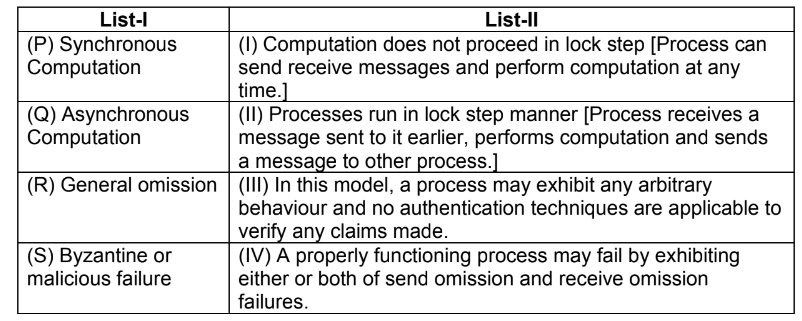 List-I List-II
(P) Synchronous Computation
(I) Computation does not proceed in lock step [Process can
send receive messages and perform computation at any
time.]
(Q) Asynchronous Computation
(II) Processes run in lock step manner [Process receives a
message sent to it earlier, performs computation and sends
a message to other process.]
(R) General omission
(III) In this model, a process may exhibit any arbitrary
behaviour and no authentication techniques are applicable to
verify any claims made.
(S) Byzantine or malicious failure
(IV) A properly functioning process may fail by exhibiting
either or both of send omission and receive omission
failures.